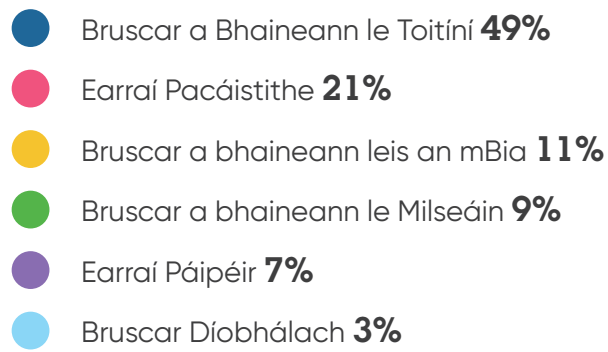 Bruscar a Bhaineann le Toitíní 49%
Earraí Pacáistithe 21%
Bruscar a bhaineann leis an mBia 11%
Bruscar a bhaineann le Milseáin 9%
Earraí Páipéir 7%
Bruscar Díobhálach 3%